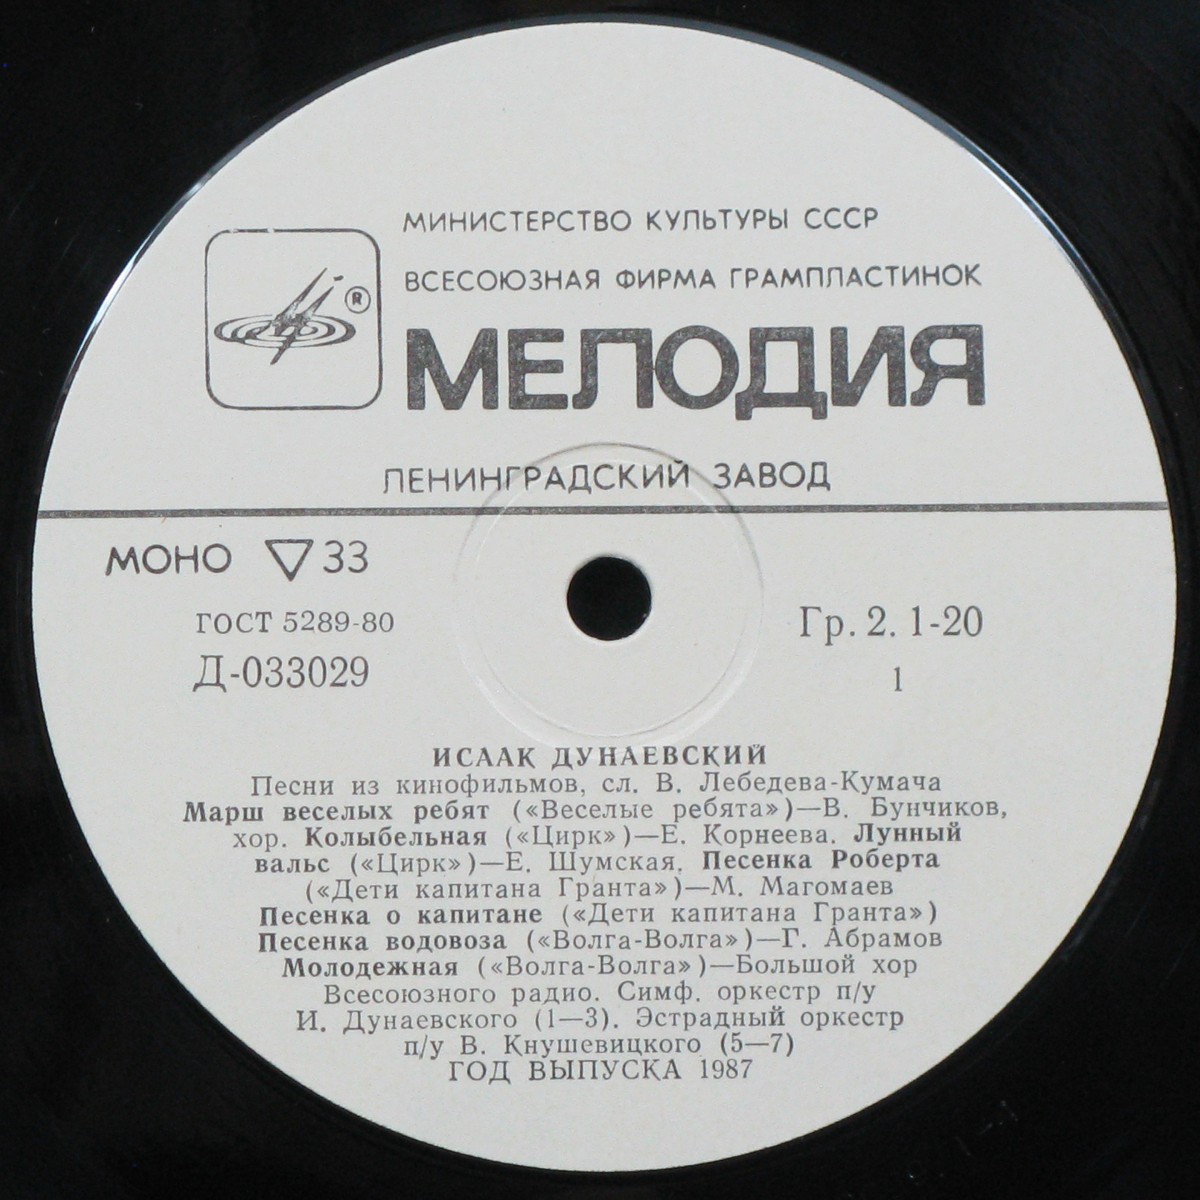 МИНИСТЕРСТВО КУЛЬТУРЫ СССР
ВСЕСОЮЗНАЯ ФИРМА ГРАМПЛАСТИНОК
®
МЕЛОДИЯ
ЛЕНИНГРАДСКИЙ ЗАВОД
МОНО ▽ 33
ГОСТ 5289-80
Гр. 2. 1-20
Д-033029
1
ИСААК ДУНАЕВСКИЙ
Песни из кинофильмов, сл. В. Лебедева-Кумача
Марш веселых ребят («Веселые ребята»)—В. Бунчиков,
хор. Колыбельная («Цирк»)—Е. Корнеева. Лунный
вальс («Цирк»)—Е. Шумская. Песенка Роберта
(«Дети капитана Гранта»)—М. Магомаев
Песенка о капитане («Дети капитана Гранта»)
Песенка водовоза («Волга-Волга»)—Г. Абрамов
Молодежная («Волга-Волга»)—Большой хор
Всесоюзного радио. Симф. оркестр п/у
И. Дунаевского (1—3). Эстрадный оркестр
п/у В. Кнушевицкого (5—7)
ГОД ВЫПУСКА 1987